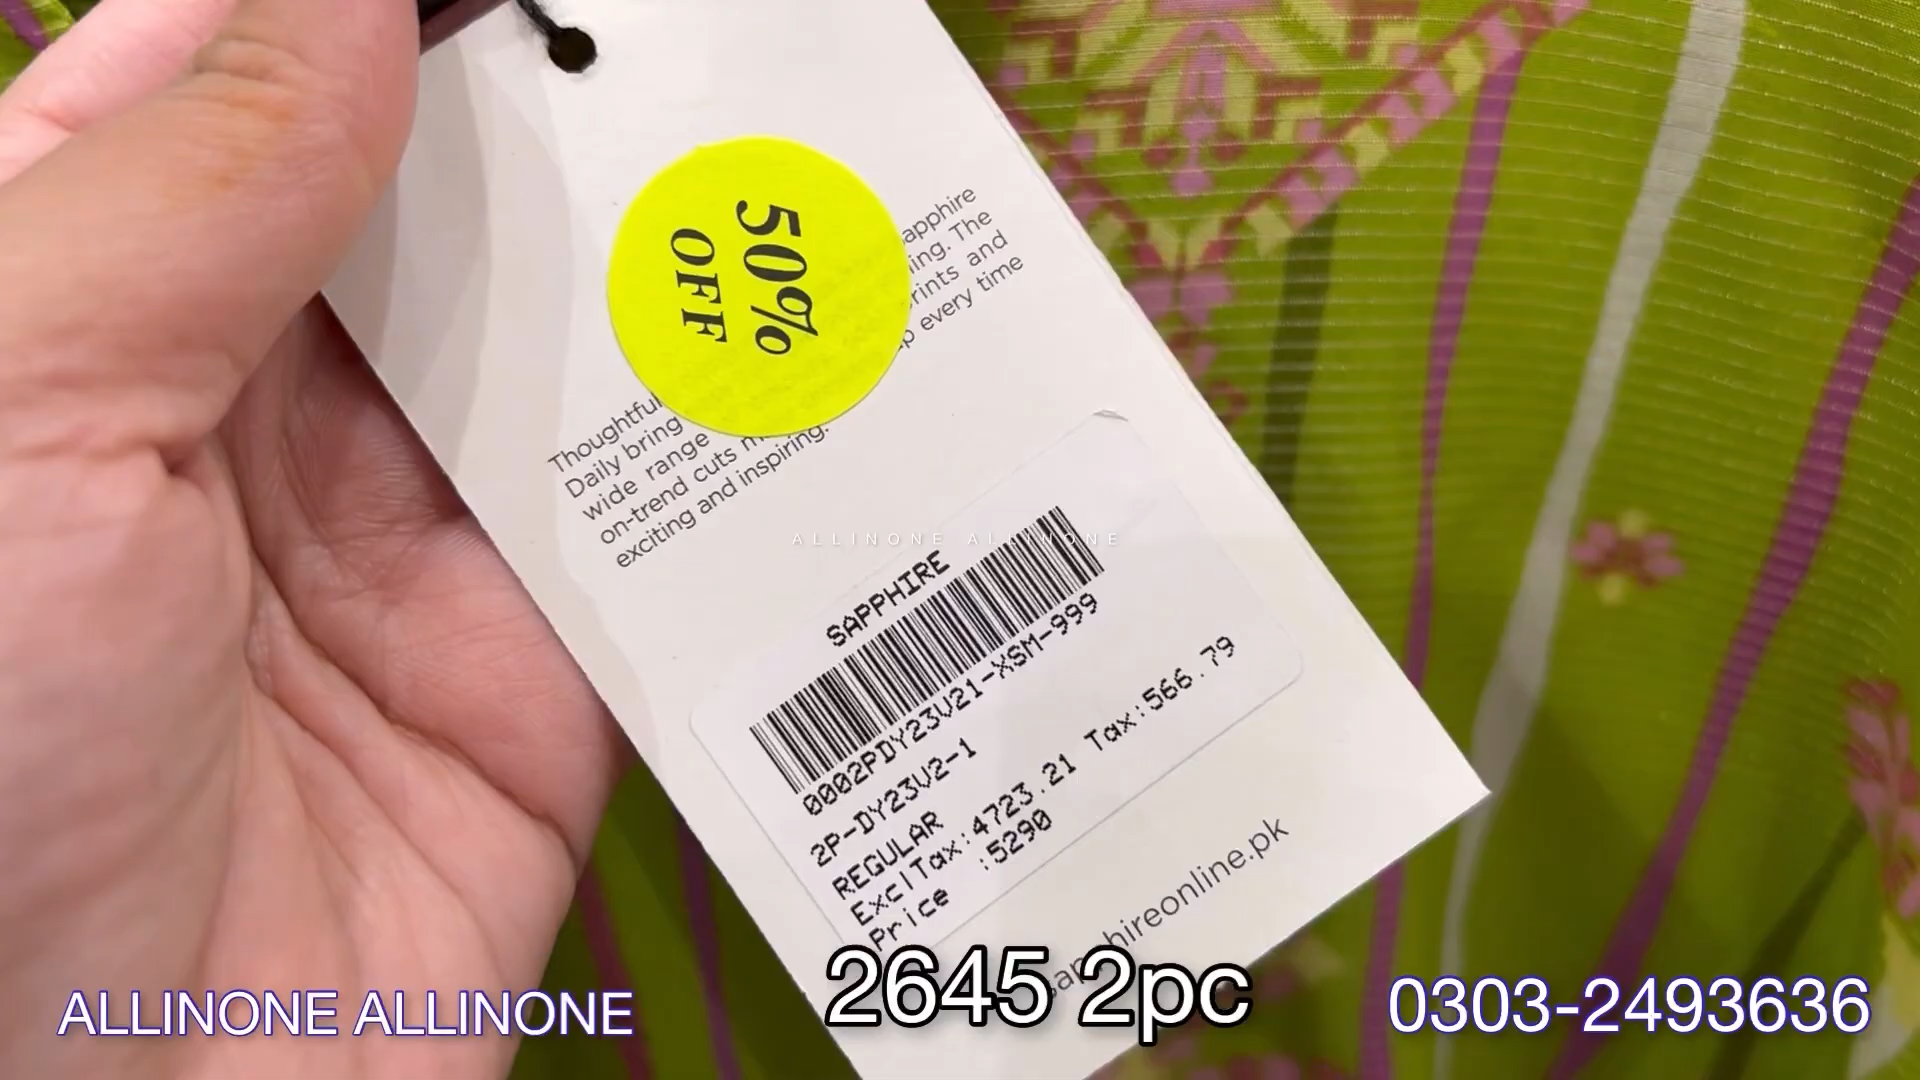 50%
OFF
apphire
ing. The
rints and
p every time
Thoughtful
Daily bring
wide range
on-trend cuts m
exciting and inspiring.
ALLINONE ALLINONE
SAPPHIRE
0002PDY23V21-XSM-999
2P-DY23V2-1
REGULAR
ExclTax:4723.21 Tax:566.79
Price :5290
sapphireonline.pk
ALLINONE ALLINONE
2645 2pc
0303-2493636